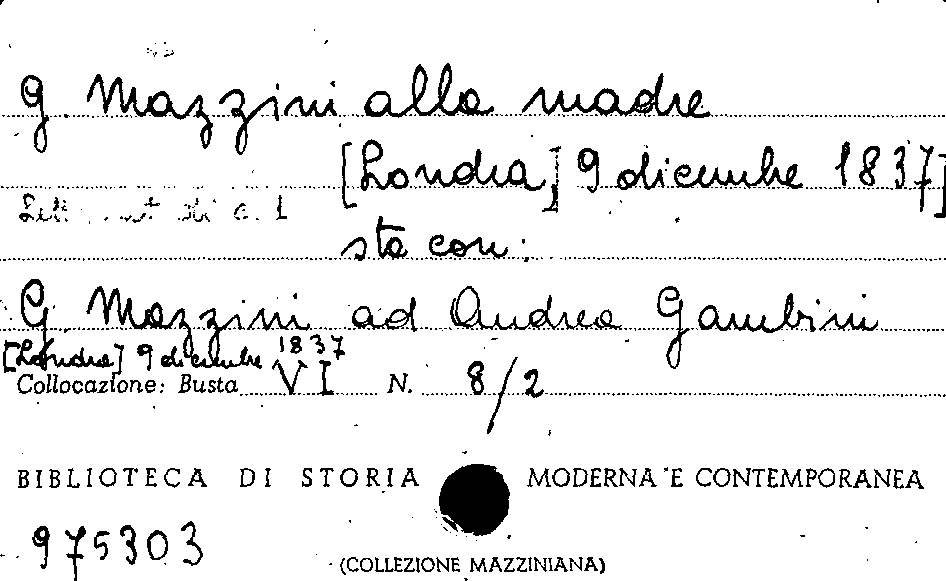 G. Mazzini alla madre
[Londra,] 9 dicembre 1837]
sta con:
G. Mazzini ad Andrea Gambini
[Londra] 9 dicembre 1837
Collocazione: Busta VI N. 8/2
BIBLIOTECA DI STORIA MODERNA E CONTEMPORANEA
975303
(COLLEZIONE MAZZINIANA)